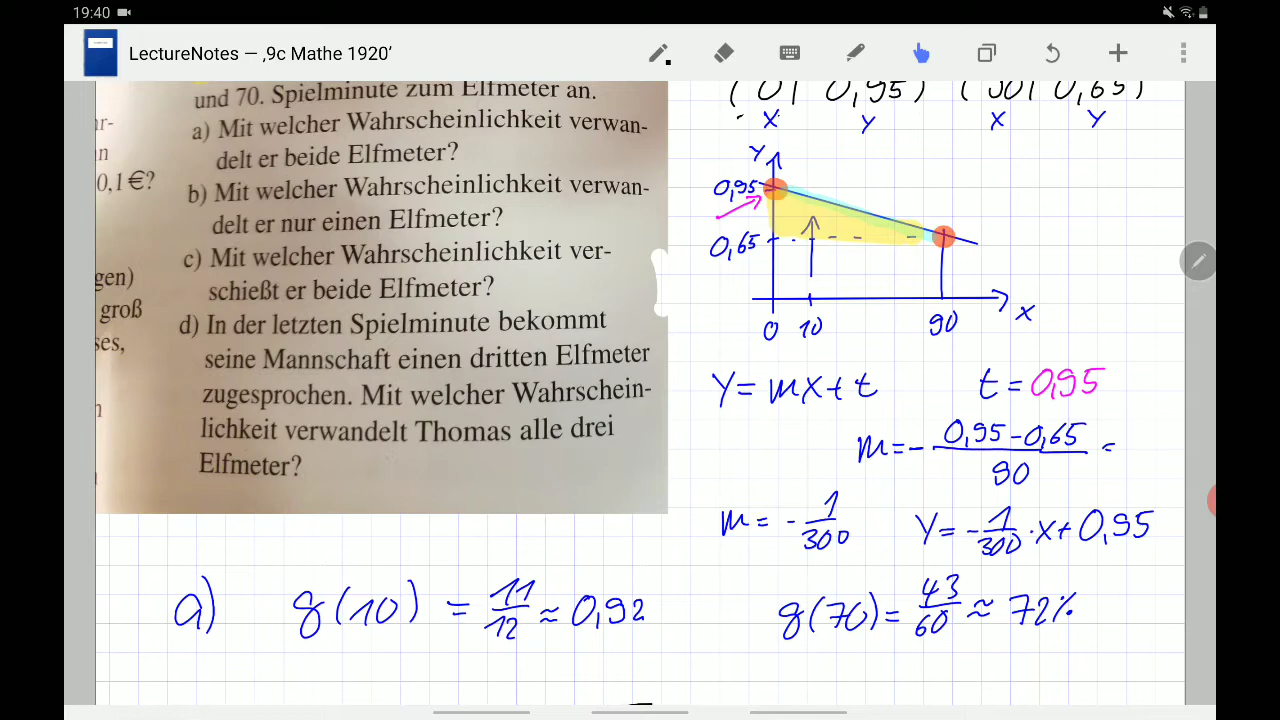 19:40
LectureNotes — ‚9c Mathe 1920'
und 70. Spielminute zum Elfmeter an.
a) Mit welcher Wahrscheinlichkeit verwan-
delt er beide Elfmeter?
b) Mit welcher Wahrscheinlichkeit verwan-
delt er nur einen Elfmeter?
c) Mit welcher Wahrscheinlichkeit ver-
schießt er beide Elfmeter?
d) In der letzten Spielminute bekommt
seine Mannschaft einen dritten Elfmeter
zugesprochen. Mit welcher Wahrschein-
lichkeit verwandelt Thomas alle drei
Elfmeter?
0,1 €?
gen)
groß
ses,
(0| 0,95) (90| 0,65)
X Y X Y
Y
0,95
0,65
0 10 90 X
Y = mX + t t = 0,95
m = - (0,95 - 0,65)/90 =
m = - 1/300 Y = - 1/300 · X + 0,95
a) g(10) = 11/12 ≈ 0,92 g(70) = 43/60 ≈ 72%